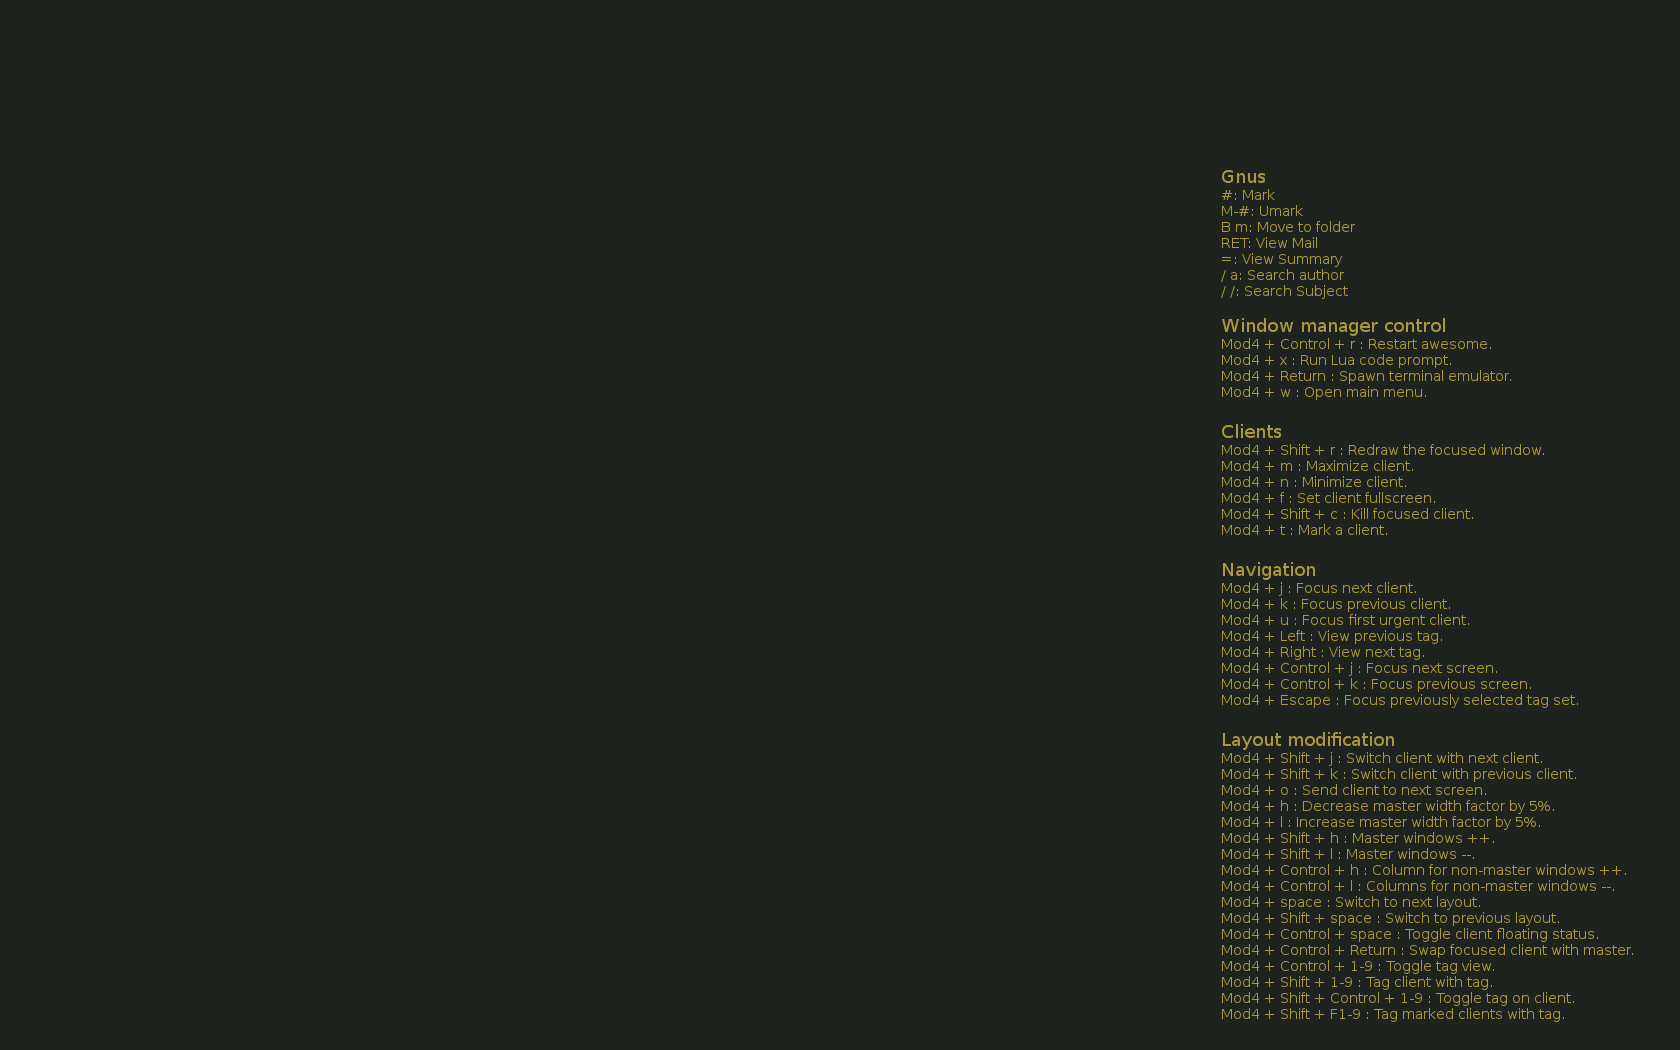 Gnus
#: Mark
M-#: Umark
B m: Move to folder
RET: View Mail
=: View Summary
/ a: Search author
/ /: Search Subject
Window manager control
Mod4 + Control + r : Restart awesome.
Mod4 + x : Run Lua code prompt.
Mod4 + Return : Spawn terminal emulator.
Mod4 + w : Open main menu.
Clients
Mod4 + Shift + r : Redraw the focused window.
Mod4 + m : Maximize client.
Mod4 + n : Minimize client.
Mod4 + f : Set client fullscreen.
Mod4 + Shift + c : Kill focused client.
Mod4 + t : Mark a client.
Navigation
Mod4 + j : Focus next client.
Mod4 + k : Focus previous client.
Mod4 + u : Focus first urgent client.
Mod4 + Left : View previous tag.
Mod4 + Right : View next tag.
Mod4 + Control + j : Focus next screen.
Mod4 + Control + k : Focus previous screen.
Mod4 + Escape : Focus previously selected tag set.
Layout modification
Mod4 + Shift + j : Switch client with next client.
Mod4 + Shift + k : Switch client with previous client.
Mod4 + o : Send client to next screen.
Mod4 + h : Decrease master width factor by 5%.
Mod4 + l : Increase master width factor by 5%.
Mod4 + Shift + h : Master windows ++.
Mod4 + Shift + l : Master windows --.
Mod4 + Control + h : Column for non-master windows ++.
Mod4 + Control + l : Columns for non-master windows --.
Mod4 + space : Switch to next layout.
Mod4 + Shift + space : Switch to previous layout.
Mod4 + Control + space : Toggle client floating status.
Mod4 + Control + Return : Swap focused client with master.
Mod4 + Control + 1-9 : Toggle tag view.
Mod4 + Shift + 1-9 : Tag client with tag.
Mod4 + Shift + Control + 1-9 : Toggle tag on client.
Mod4 + Shift + F1-9 : Tag marked clients with tag.